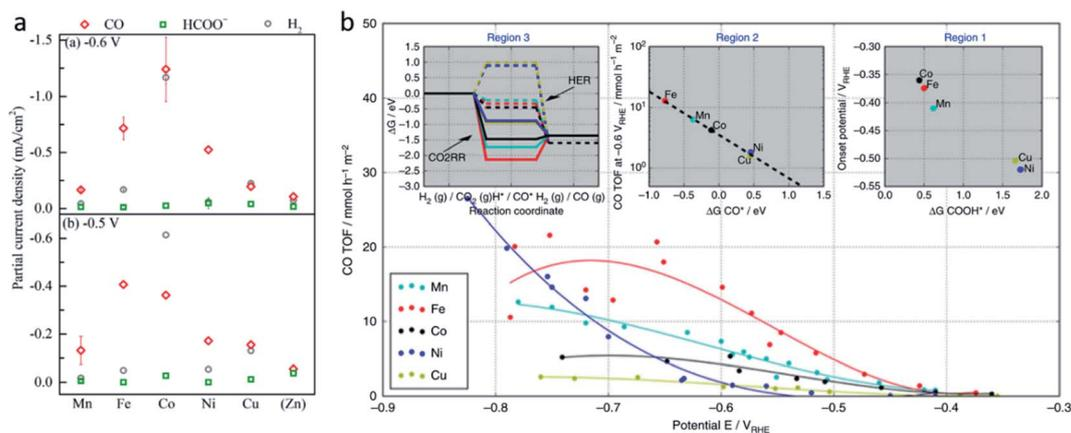 a
CO HCOO⁻ H₂
(a) -0.6 V
-1.5
-1.0
-0.5
0.0
(b) -0.5 V
-0.6
-0.4
-0.2
0.0
Partial current density (mA/cm²)
Mn Fe Co Ni Cu (Zn)
b
CO TOF / mmol h⁻¹ m⁻²
50
40
30
20
10
0
Region 3
ΔG / eV
1.5
1.0
0.5
0.0
−0.5
−1.0
−1.5
−2.0
−2.5
−3.0
HER
CO2RR
H₂ (g) / CO₂ (g)H* / CO* H₂ (g) / CO (g)
Reaction coordinate
Region 2
CO TOF at −0.6 V_RHE / mmol h⁻¹ m⁻²
10²
10¹
10⁰
Fe
Mn
Co
Ni
Cu
−1.0 −0.5 0.0 0.5 1.0 1.5
ΔG CO* / eV
Region 1
Onset potential / V_RHE
−0.30
−0.35
−0.40
−0.45
−0.50
−0.55
Co
Fe
Mn
Cu
Ni
0.0 0.5 1.0 1.5 2.0
ΔG COOH* / eV
Mn
Fe
Co
Ni
Cu
−0.9 −0.8 −0.7 −0.6 −0.5 −0.4 −0.3
Potential E / V_RHE